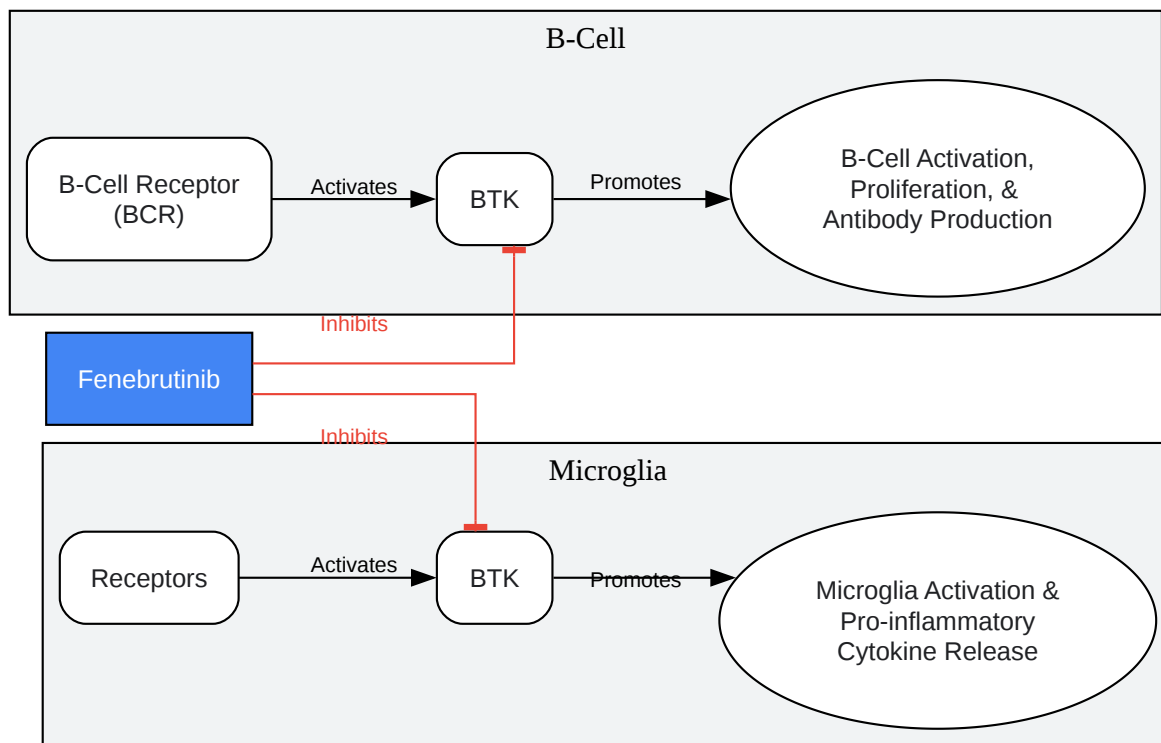 B-Cell
B-Cell Receptor
(BCR)
Activates
BTK
Promotes
B-Cell Activation,
Proliferation, &
Antibody Production
Inhibits
Fenebrutinib
Inhibits
Microglia
Receptors
Activates
BTK
Promotes
Microglia Activation &
Pro-inflammatory
Cytokine Release